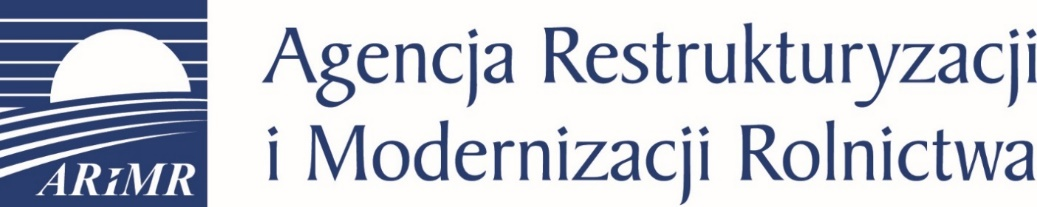 Agencja Restrukturyzacji
i Modernizacji Rolnictwa
ARiMR